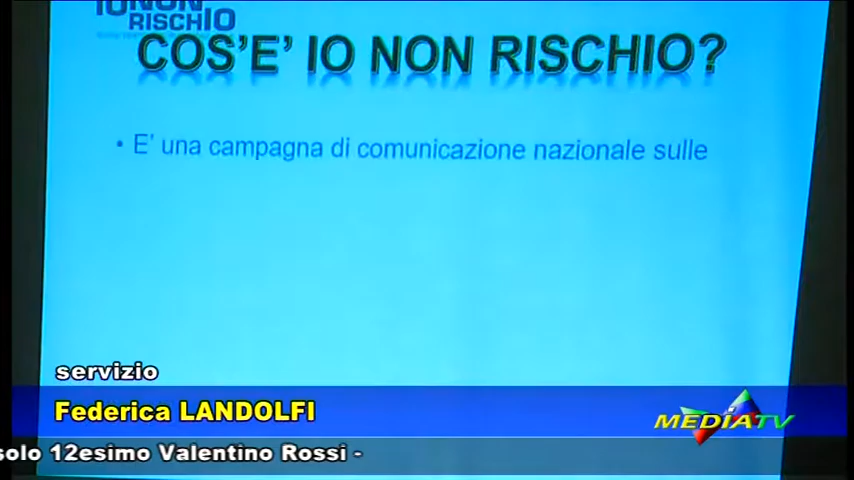 IO NON
RISCHIO
COS'E' IO NON RISCHIO?
• E' una campagna di comunicazione nazionale sulle
servizio
Federica LANDOLFI
MEDIATV
solo 12esimo Valentino Rossi -